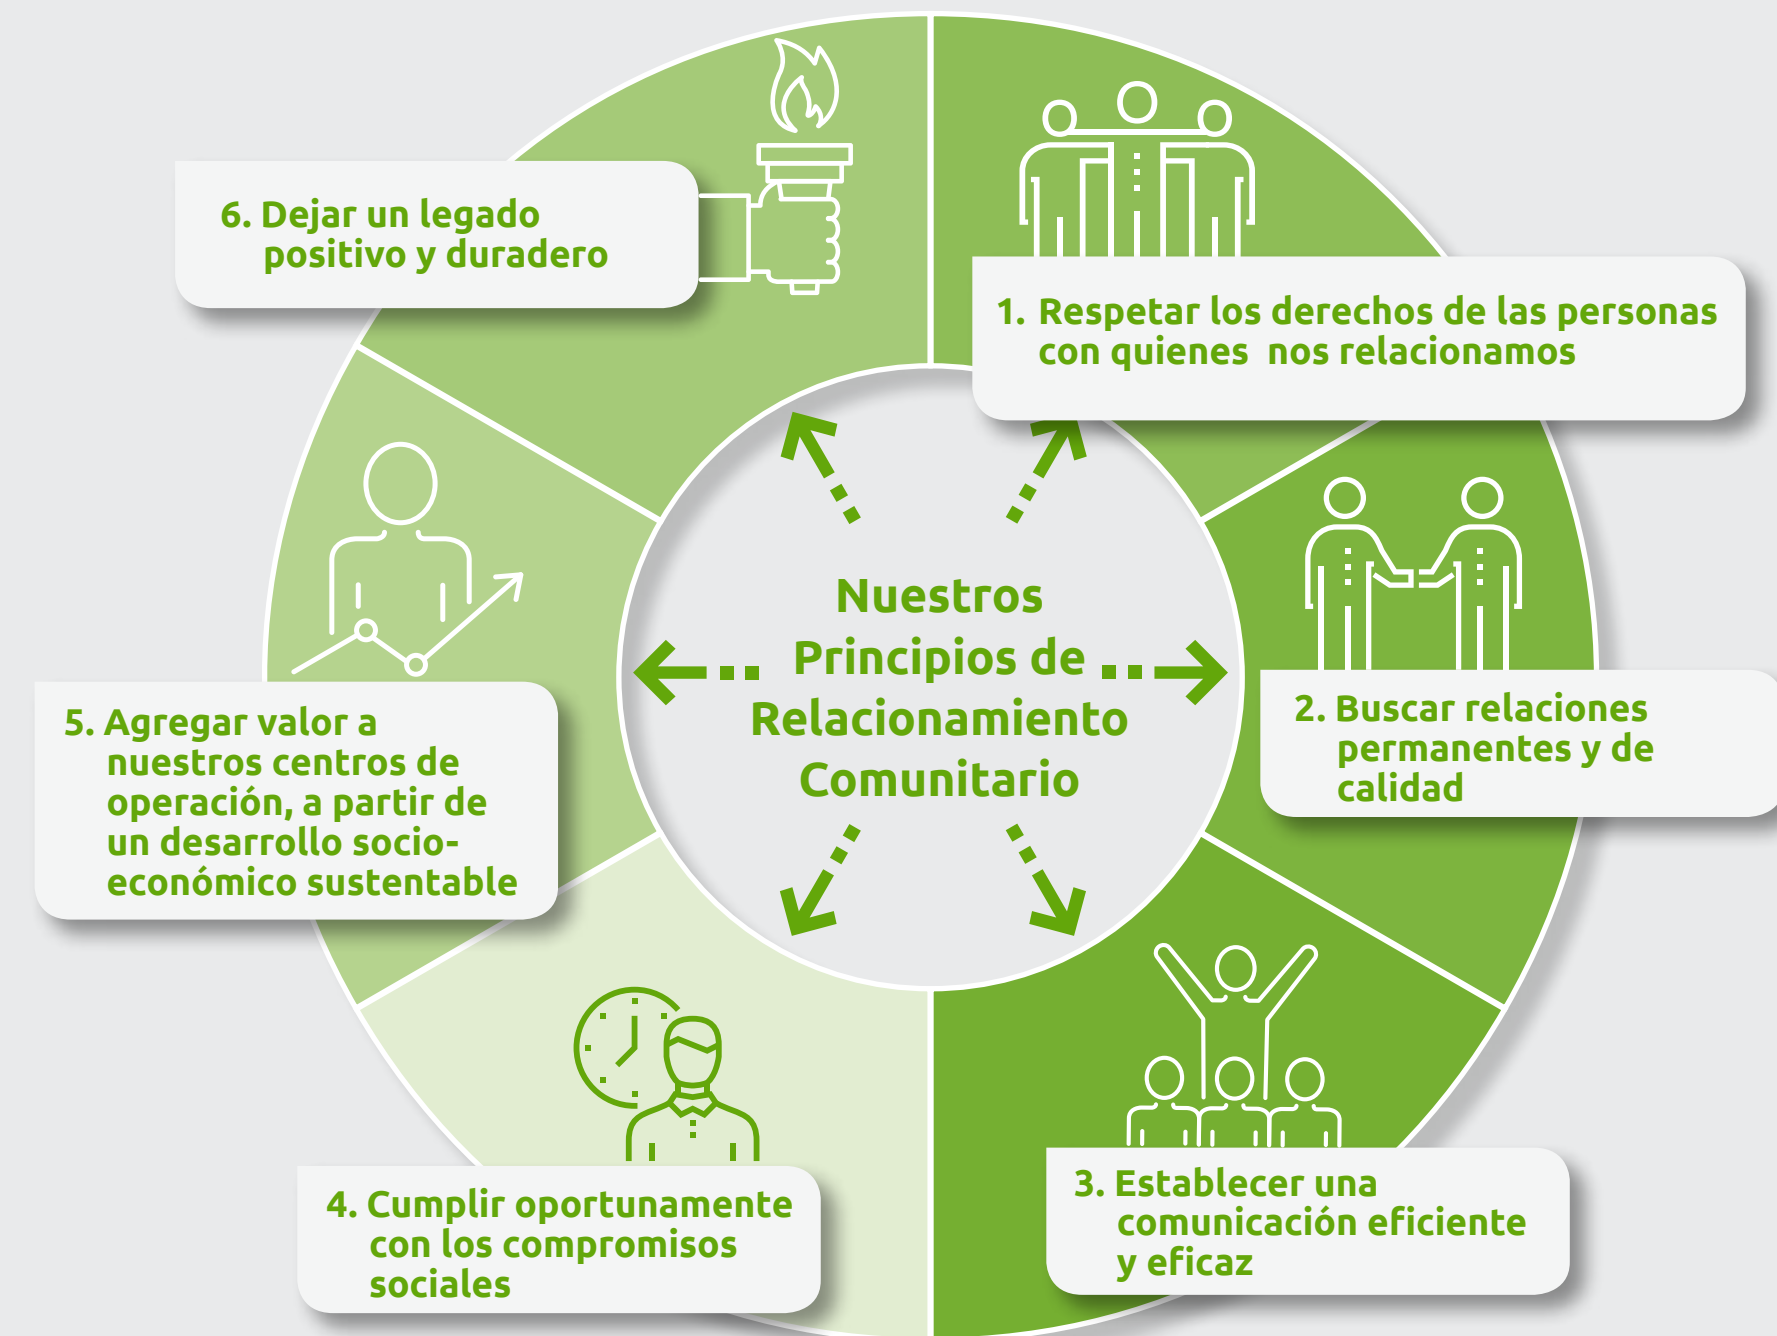 Nuestros
Principios de
Relacionamiento
Comunitario
1. Respetar los derechos de las personas
con quienes nos relacionamos
2. Buscar relaciones
permanentes y de
calidad
3. Establecer una
comunicación eficiente
y eficaz
4. Cumplir oportunamente
con los compromisos
sociales
5. Agregar valor a
nuestros centros de
operación, a partir de
un desarrollo socio-
económico sustentable
6. Dejar un legado
positivo y duradero